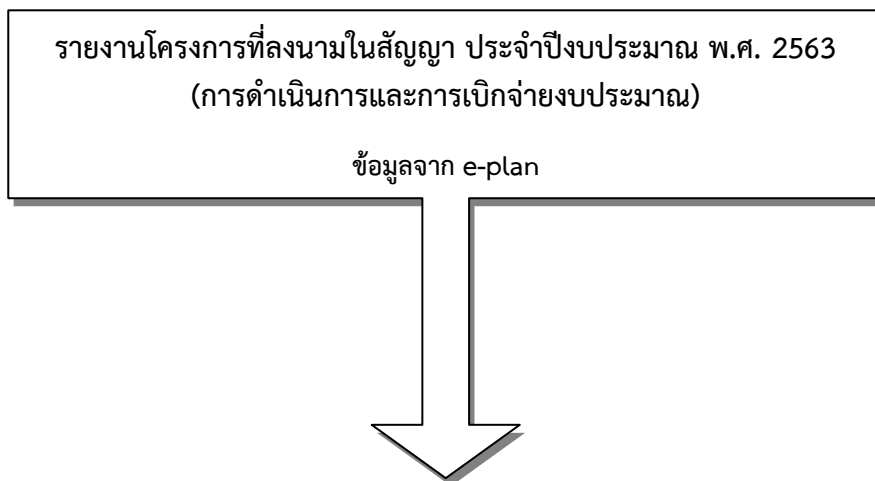 รายงานโครงการที่ลงนามในสัญญา ประจำปีงบประมาณ พ.ศ. 2563
(การดำเนินการและการเบิกจ่ายงบประมาณ)
ข้อมูลจาก e-plan